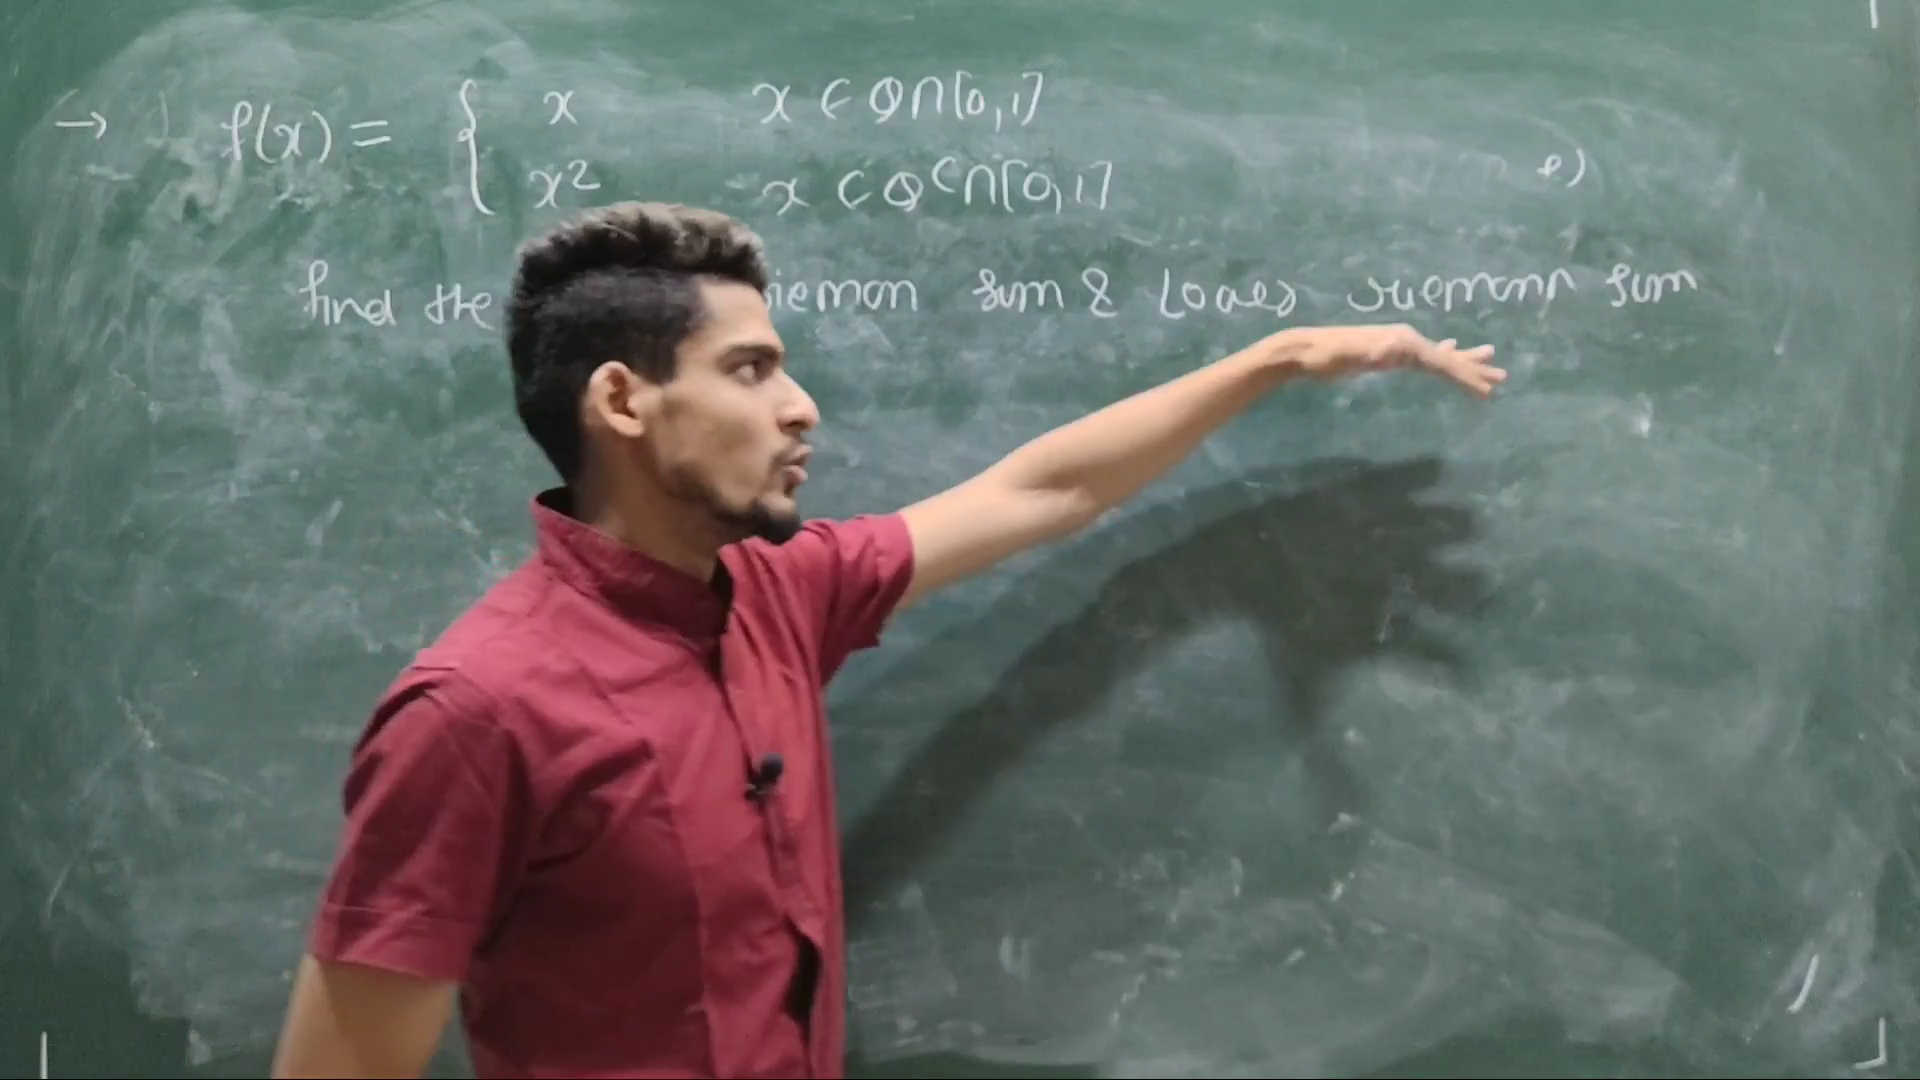 → f(x) = { x x ∈ Q∩[0,1]
x² x ∈ Qᶜ∩[0,1]
e)
find the riemon sum & Lower riemann sum